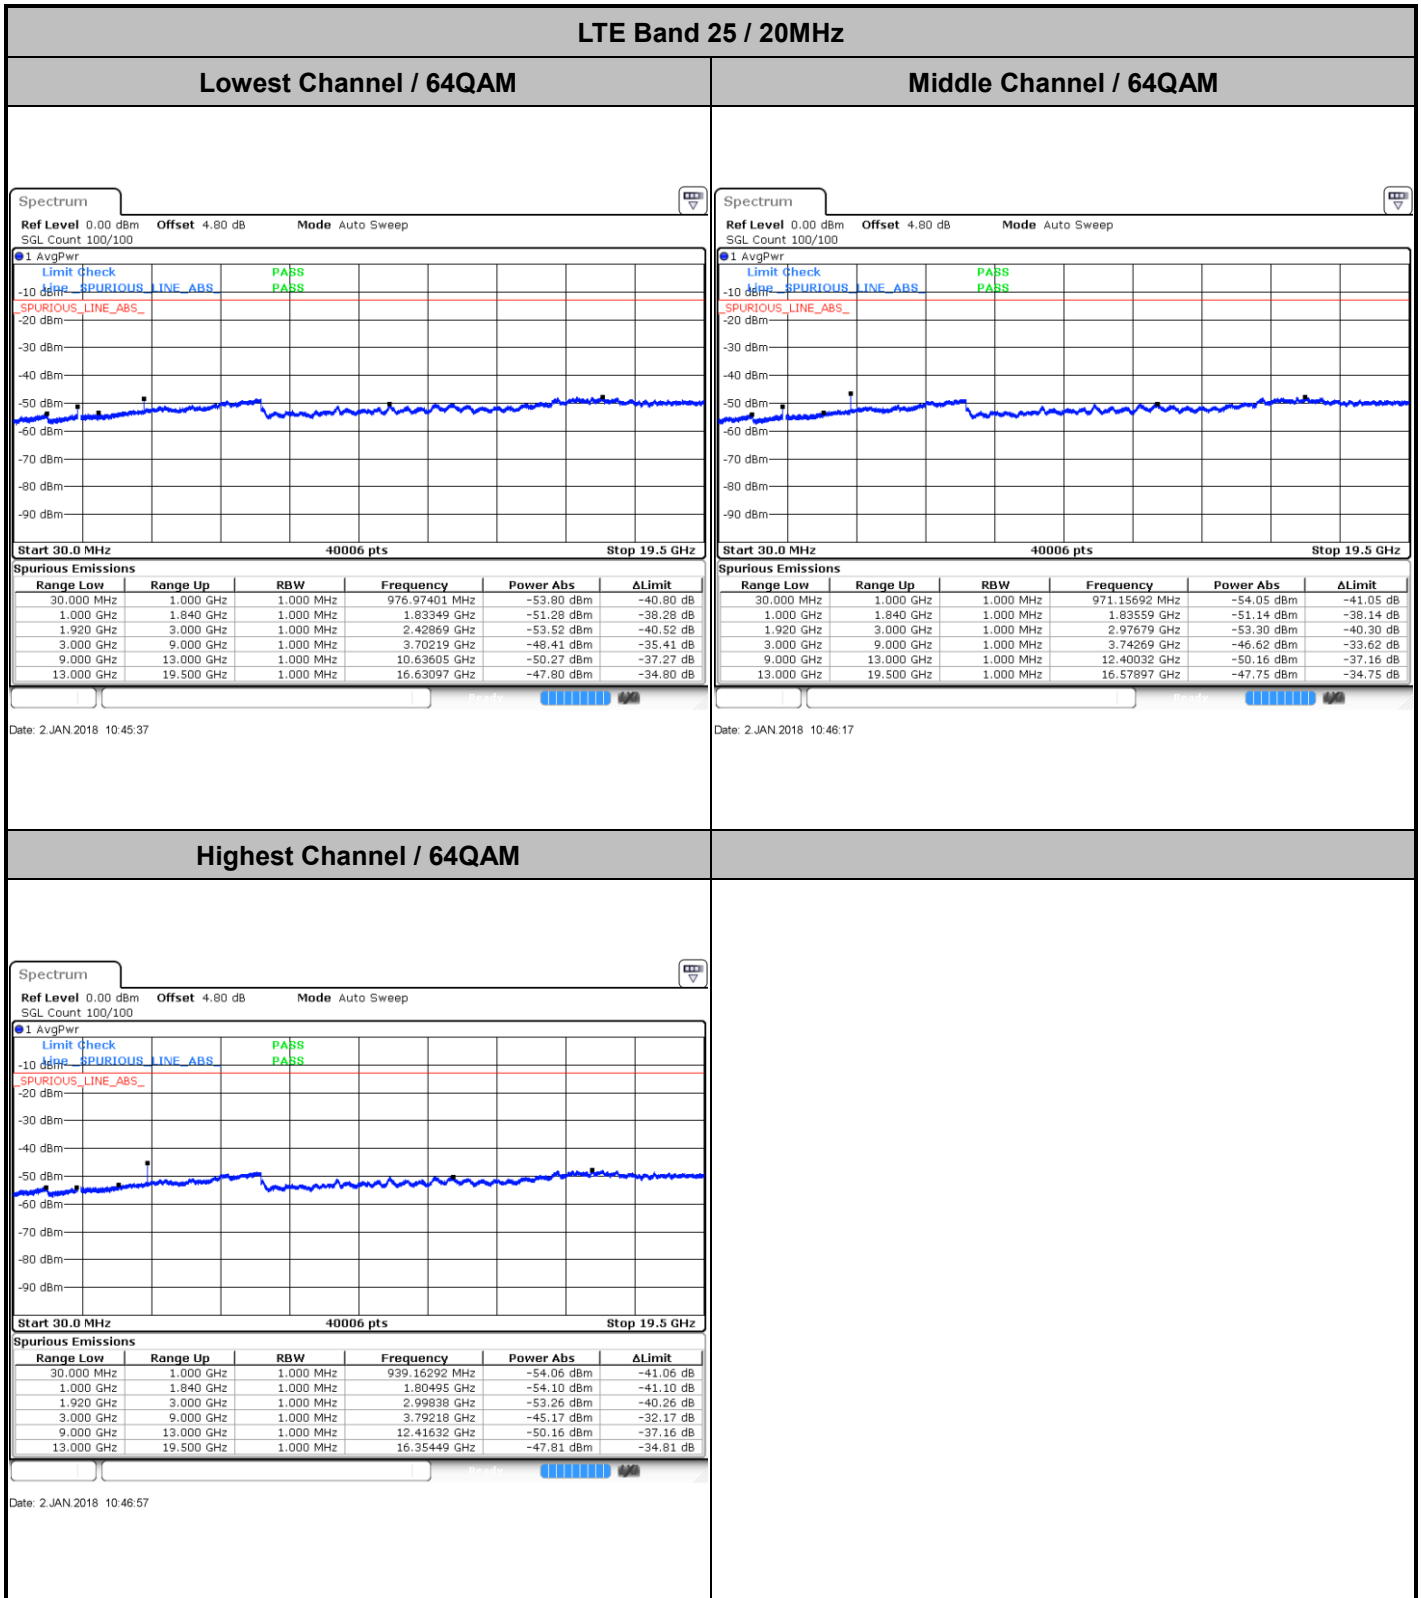 LTE Band 25 / 20MHz
Lowest Channel / 64QAM
Middle Channel / 64QAM
Spectrum
Ref Level 0.00 dBm Offset 4.80 dB Mode Auto Sweep
SGL Count 100/100
1 AvgPwr
Limit Check PASS
Line _SPURIOUS_LINE_ABS_ PASS
_SPURIOUS_LINE_ABS_
-10 dBm
-20 dBm
-30 dBm
-40 dBm
-50 dBm
-60 dBm
-70 dBm
-80 dBm
-90 dBm
Start 30.0 MHz 40006 pts Stop 19.5 GHz
Spurious Emissions
Range Low Range Up RBW Frequency Power Abs ΔLimit
30.000 MHz 1.000 GHz 1.000 MHz 976.97401 MHz -53.80 dBm -40.80 dB
1.000 GHz 1.840 GHz 1.000 MHz 1.83349 GHz -51.28 dBm -38.28 dB
1.920 GHz 3.000 GHz 1.000 MHz 2.42869 GHz -53.52 dBm -40.52 dB
3.000 GHz 9.000 GHz 1.000 MHz 3.70219 GHz -48.41 dBm -35.41 dB
9.000 GHz 13.000 GHz 1.000 MHz 10.63605 GHz -50.27 dBm -37.27 dB
13.000 GHz 19.500 GHz 1.000 MHz 16.63097 GHz -47.80 dBm -34.80 dB
Ready
Date: 2.JAN.2018 10:45:37
Spectrum
Ref Level 0.00 dBm Offset 4.80 dB Mode Auto Sweep
SGL Count 100/100
1 AvgPwr
Limit Check PASS
Line _SPURIOUS_LINE_ABS_ PASS
_SPURIOUS_LINE_ABS_
-10 dBm
-20 dBm
-30 dBm
-40 dBm
-50 dBm
-60 dBm
-70 dBm
-80 dBm
-90 dBm
Start 30.0 MHz 40006 pts Stop 19.5 GHz
Spurious Emissions
Range Low Range Up RBW Frequency Power Abs ΔLimit
30.000 MHz 1.000 GHz 1.000 MHz 971.15692 MHz -54.05 dBm -41.05 dB
1.000 GHz 1.840 GHz 1.000 MHz 1.83559 GHz -51.14 dBm -38.14 dB
1.920 GHz 3.000 GHz 1.000 MHz 2.97679 GHz -53.30 dBm -40.30 dB
3.000 GHz 9.000 GHz 1.000 MHz 3.74269 GHz -46.62 dBm -33.62 dB
9.000 GHz 13.000 GHz 1.000 MHz 12.40032 GHz -50.16 dBm -37.16 dB
13.000 GHz 19.500 GHz 1.000 MHz 16.57897 GHz -47.75 dBm -34.75 dB
Ready
Date: 2.JAN.2018 10:46:17
Highest Channel / 64QAM
Spectrum
Ref Level 0.00 dBm Offset 4.80 dB Mode Auto Sweep
SGL Count 100/100
1 AvgPwr
Limit Check PASS
Line _SPURIOUS_LINE_ABS_ PASS
_SPURIOUS_LINE_ABS_
-10 dBm
-20 dBm
-30 dBm
-40 dBm
-50 dBm
-60 dBm
-70 dBm
-80 dBm
-90 dBm
Start 30.0 MHz 40006 pts Stop 19.5 GHz
Spurious Emissions
Range Low Range Up RBW Frequency Power Abs ΔLimit
30.000 MHz 1.000 GHz 1.000 MHz 939.16292 MHz -54.06 dBm -41.06 dB
1.000 GHz 1.840 GHz 1.000 MHz 1.80495 GHz -54.10 dBm -41.10 dB
1.920 GHz 3.000 GHz 1.000 MHz 2.99838 GHz -53.26 dBm -40.26 dB
3.000 GHz 9.000 GHz 1.000 MHz 3.79218 GHz -45.17 dBm -32.17 dB
9.000 GHz 13.000 GHz 1.000 MHz 12.41632 GHz -50.16 dBm -37.16 dB
13.000 GHz 19.500 GHz 1.000 MHz 16.35449 GHz -47.81 dBm -34.81 dB
Ready
Date: 2.JAN.2018 10:46:57